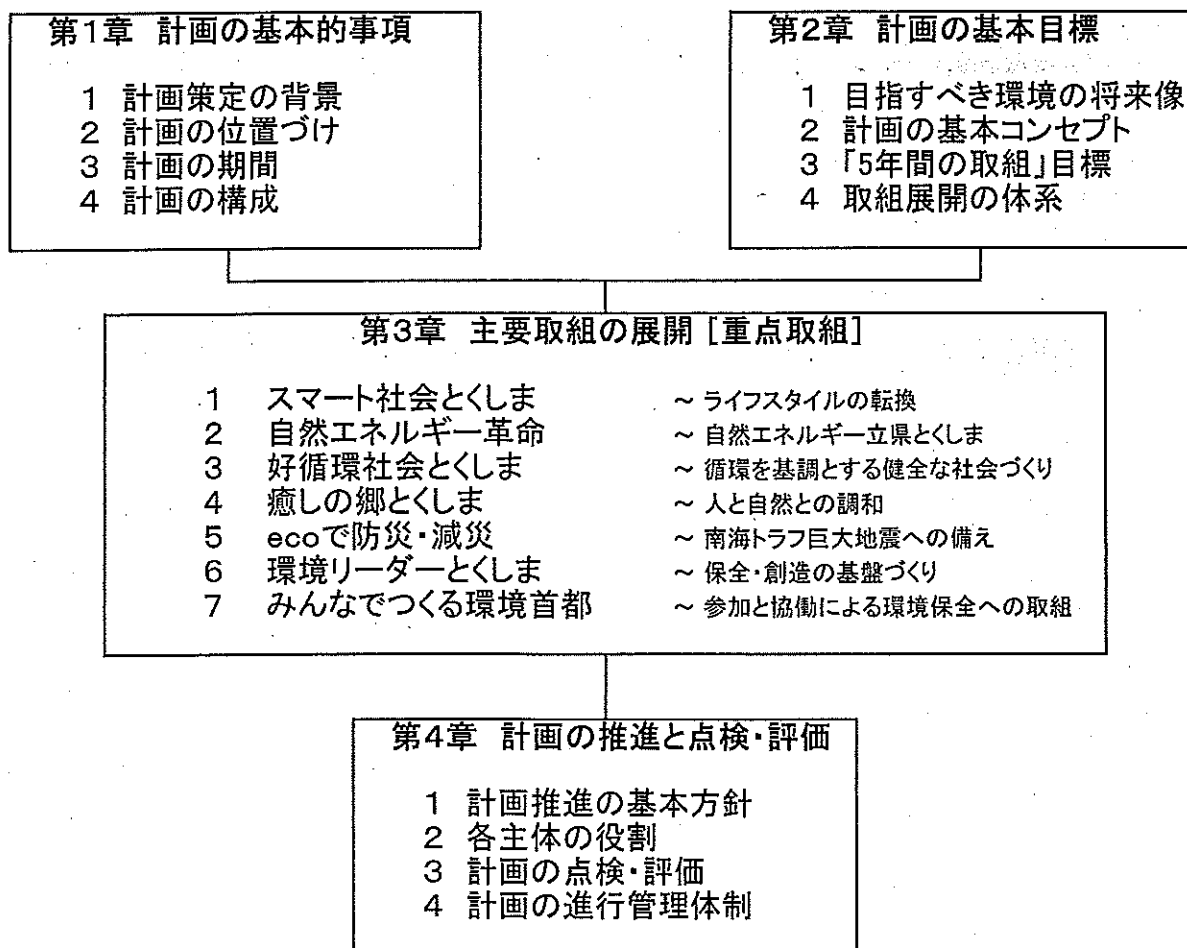 第1章 計画の基本的事項
1 計画策定の背景
2 計画の位置づけ
3 計画の期間
4 計画の構成
第2章 計画の基本目標
1 目指すべき環境の将来像
2 計画の基本コンセプト
3 「5年間の取組」目標
4 取組展開の体系
第3章 主要取組の展開 [重点取組]
1 スマート社会とくしま ~ ライフスタイルの転換
2 自然エネルギー革命 ~ 自然エネルギー立県とくしま
3 好循環社会とくしま ~ 循環を基調とする健全な社会づくり
4 癒しの郷とくしま ~ 人と自然との調和
5 ecoで防災・減災 ~ 南海トラフ巨大地震への備え
6 環境リーダーとくしま ~ 保全・創造の基盤づくり
7 みんなでつくる環境首都 ~ 参加と協働による環境保全への取組
第4章 計画の推進と点検・評価
1 計画推進の基本方針
2 各主体の役割
3 計画の点検・評価
4 計画の進行管理体制